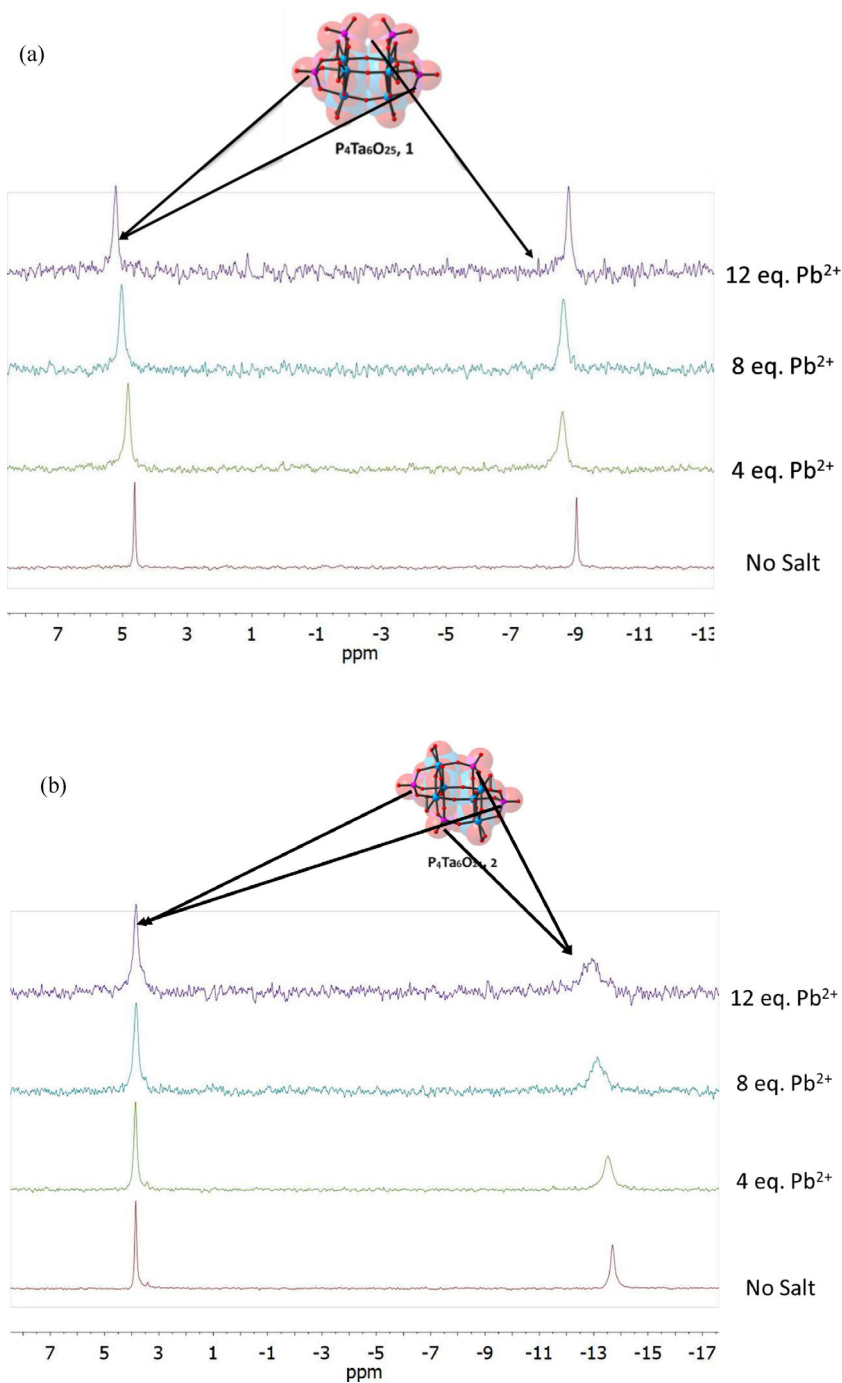 (a)
P₄Ta₆O₂₅, 1
12 eq. Pb²⁺
8 eq. Pb²⁺
4 eq. Pb²⁺
No Salt
7 5 3 1 -1 -3 -5 -7 -9 -11 -13
ppm
(b)
2
12 eq. Pb²⁺
8 eq. Pb²⁺
4 eq. Pb²⁺
No Salt
7 5 3 1 -1 -3 -5 -7 -9 -11 -13 -15 -17
ppm